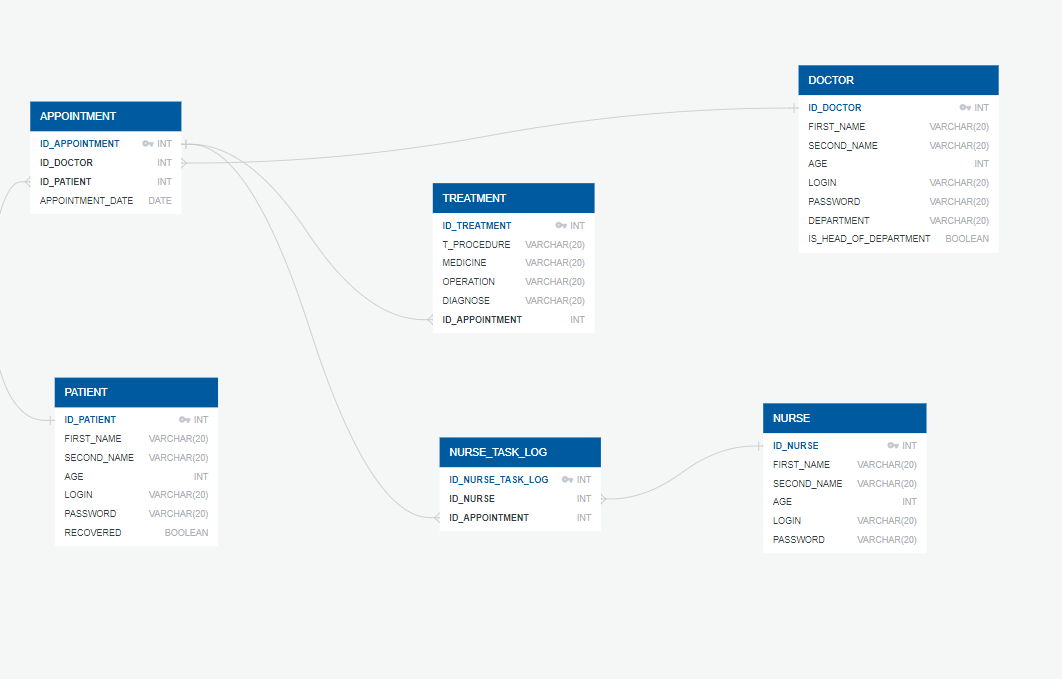 APPOINTMENT
ID_APPOINTMENT INT
ID_DOCTOR INT
ID_PATIENT INT
APPOINTMENT_DATE DATE
TREATMENT
ID_TREATMENT INT
T_PROCEDURE VARCHAR(20)
MEDICINE VARCHAR(20)
OPERATION VARCHAR(20)
DIAGNOSE VARCHAR(20)
ID_APPOINTMENT INT
DOCTOR
ID_DOCTOR INT
FIRST_NAME VARCHAR(20)
SECOND_NAME VARCHAR(20)
AGE INT
LOGIN VARCHAR(20)
PASSWORD VARCHAR(20)
DEPARTMENT VARCHAR(20)
IS_HEAD_OF_DEPARTMENT BOOLEAN
PATIENT
ID_PATIENT INT
FIRST_NAME VARCHAR(20)
SECOND_NAME VARCHAR(20)
AGE INT
LOGIN VARCHAR(20)
PASSWORD VARCHAR(20)
RECOVERED BOOLEAN
NURSE_TASK_LOG
ID_NURSE_TASK_LOG INT
ID_NURSE INT
ID_APPOINTMENT INT
NURSE
ID_NURSE INT
FIRST_NAME VARCHAR(20)
SECOND_NAME VARCHAR(20)
AGE INT
LOGIN VARCHAR(20)
PASSWORD VARCHAR(20)